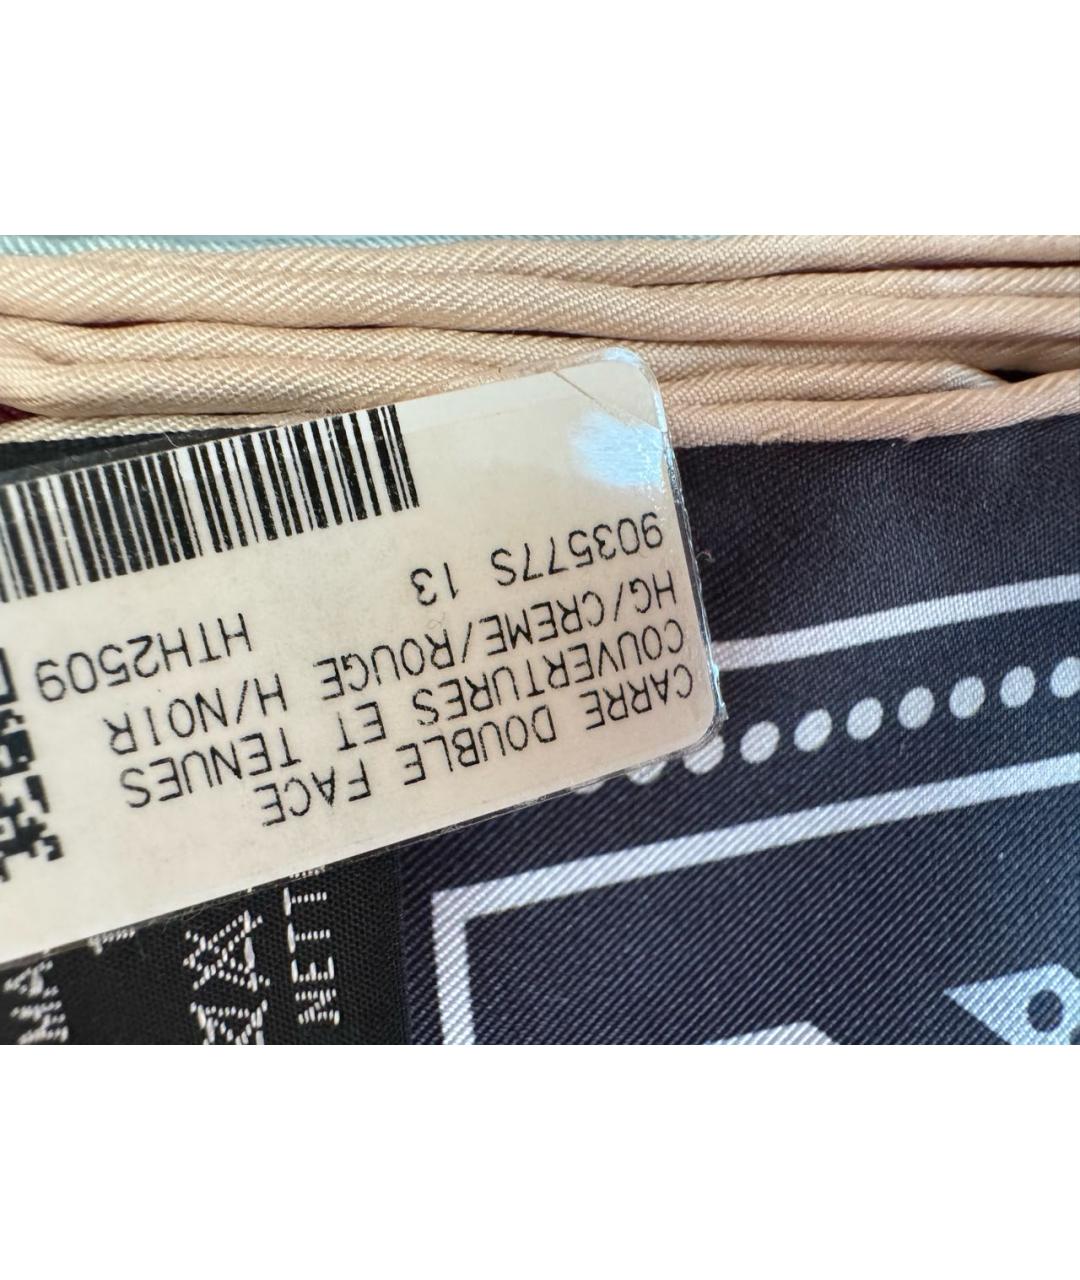 CARRE DOUBLE FACE
COUVERTURES ET TENUES
HG/CREME/ROUGE H/NOIR
903577S 13 HTH2509